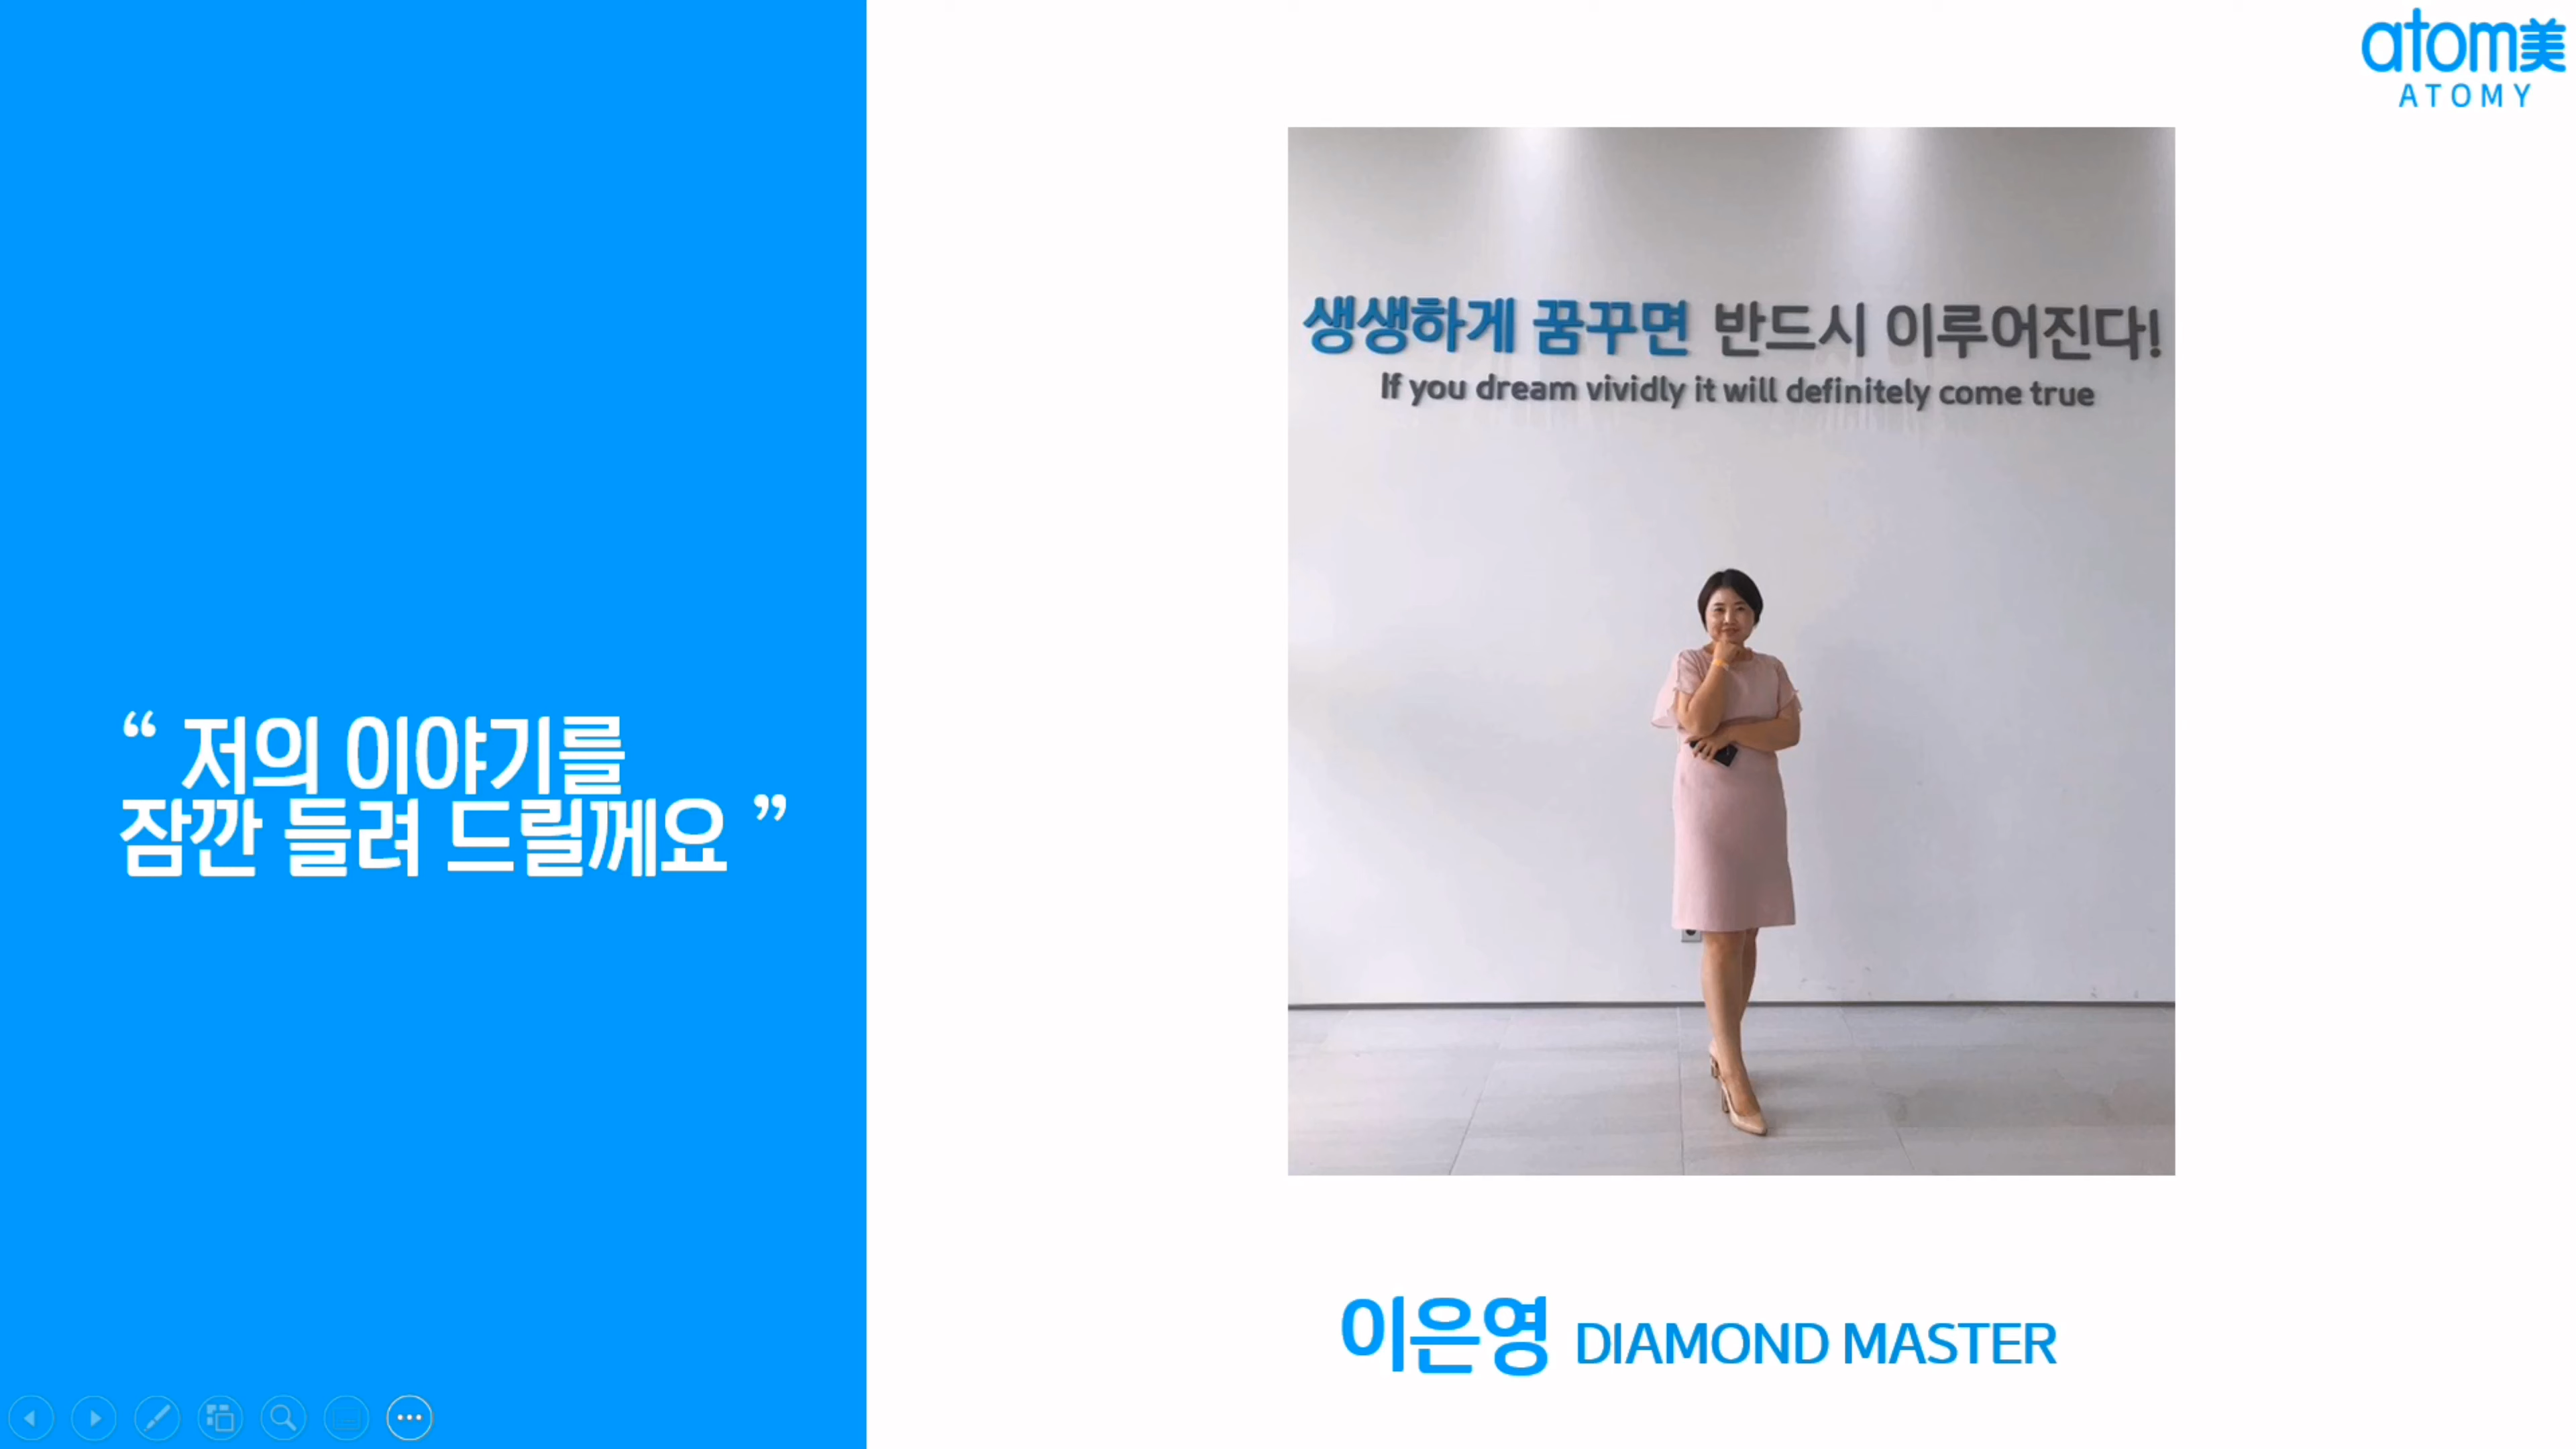 atom美
ATOMY
생생하게 꿈꾸면 반드시 이루어진다!
If you dream vividly it will definitely come true
“ 저의 이야기를
잠깐 들려 드릴께요 ”
이은영 DIAMOND MASTER